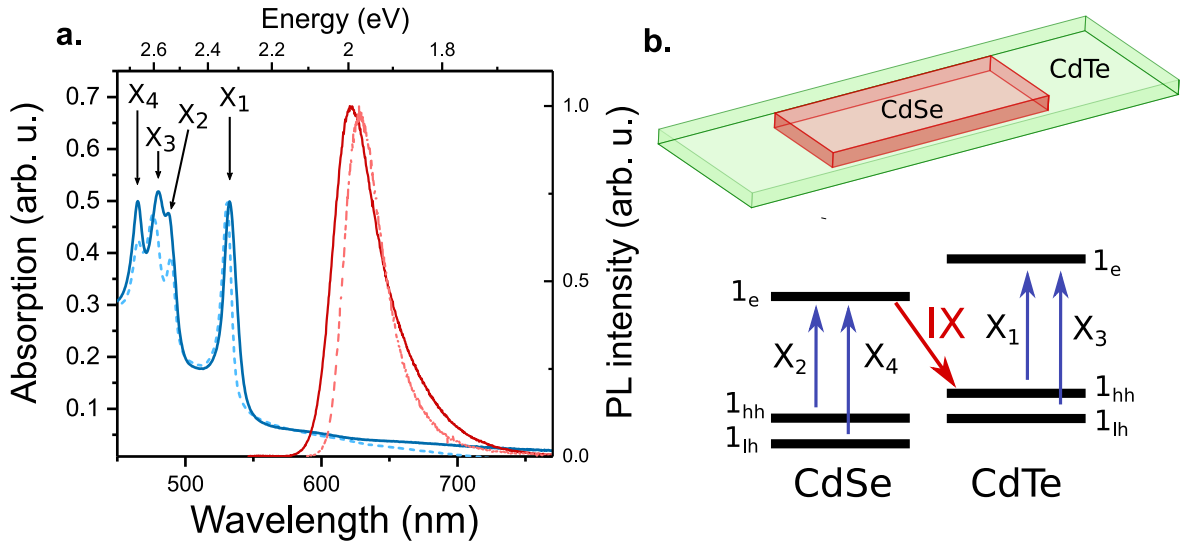 a.
Energy (eV)
2.6 2.4 2.2 2 1.8
Absorption (arb. u.)
0.7
0.6
0.5
0.4
0.3
0.2
0.1
X4
X3
X2
X1
1.0
0.5
0.0
PL intensity (arb. u.)
500 600 700
Wavelength (nm)
b.
CdTe
CdSe
1e
1e
IX
X1
X3
X2
X4
1hh
1lh
1hh
1lh
CdSe
CdTe